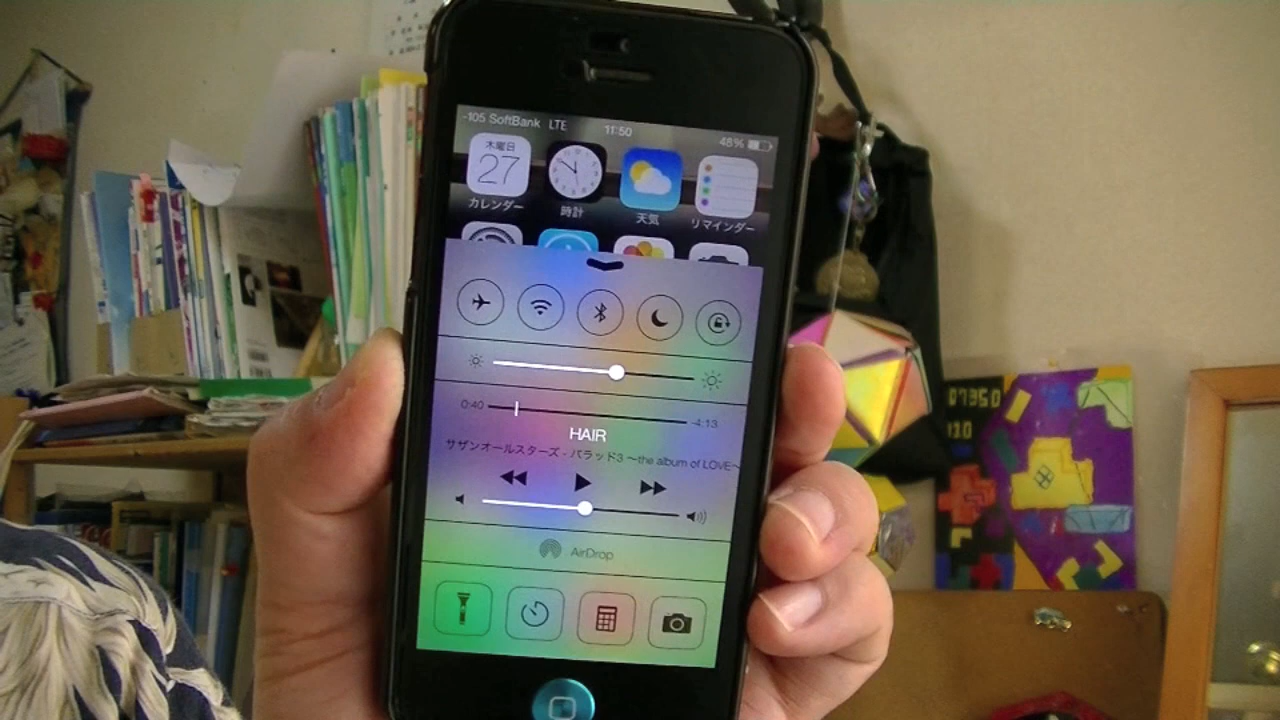 -105 SoftBank LTE 11:50 48%
木曜日
27
カレンダー 時計 天気 リマインダー
0:40 -4:13
HAIR
サザンオールスターズ - バラッド3 〜the album of LOVE〜
AirDrop
07350